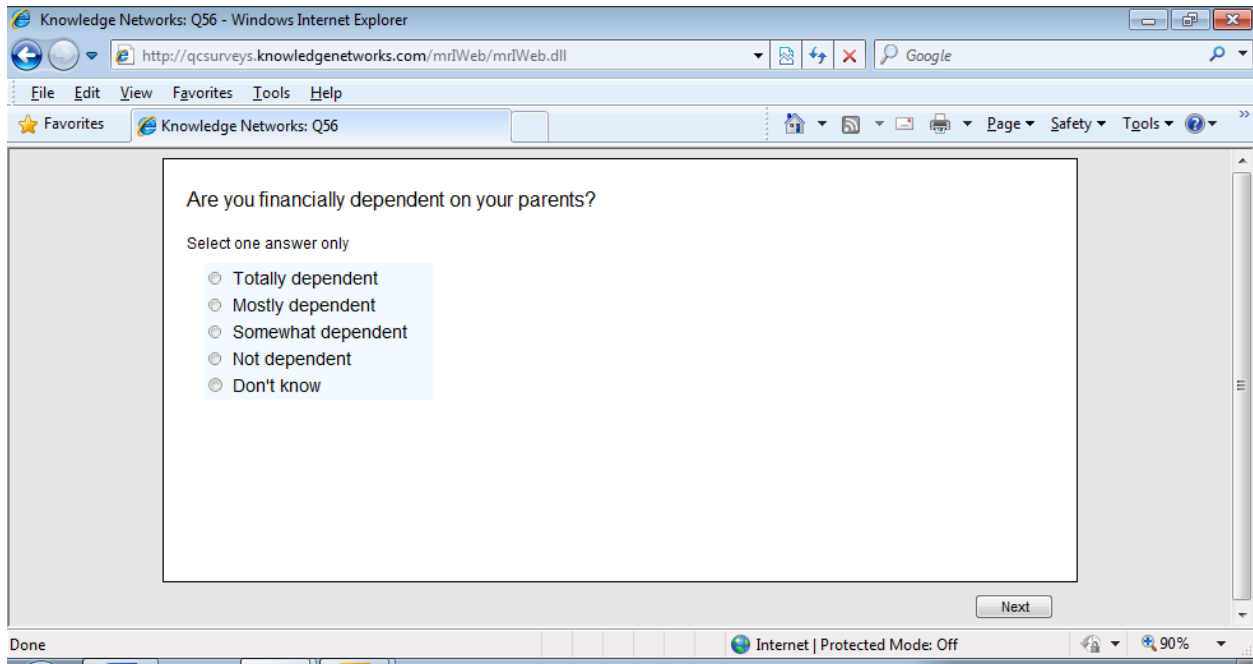 Knowledge Networks: Q56 - Windows Internet Explorer
http://qcsurveys.knowledgenetworks.com/mrIWeb/mrIWeb.dll
Google
File Edit View Favorites Tools Help
Favorites Knowledge Networks: Q56 Page Safety Tools
Are you financially dependent on your parents?
Select one answer only
Totally dependent
Mostly dependent
Somewhat dependent
Not dependent
Don't know
Next
Done Internet | Protected Mode: Off 90%